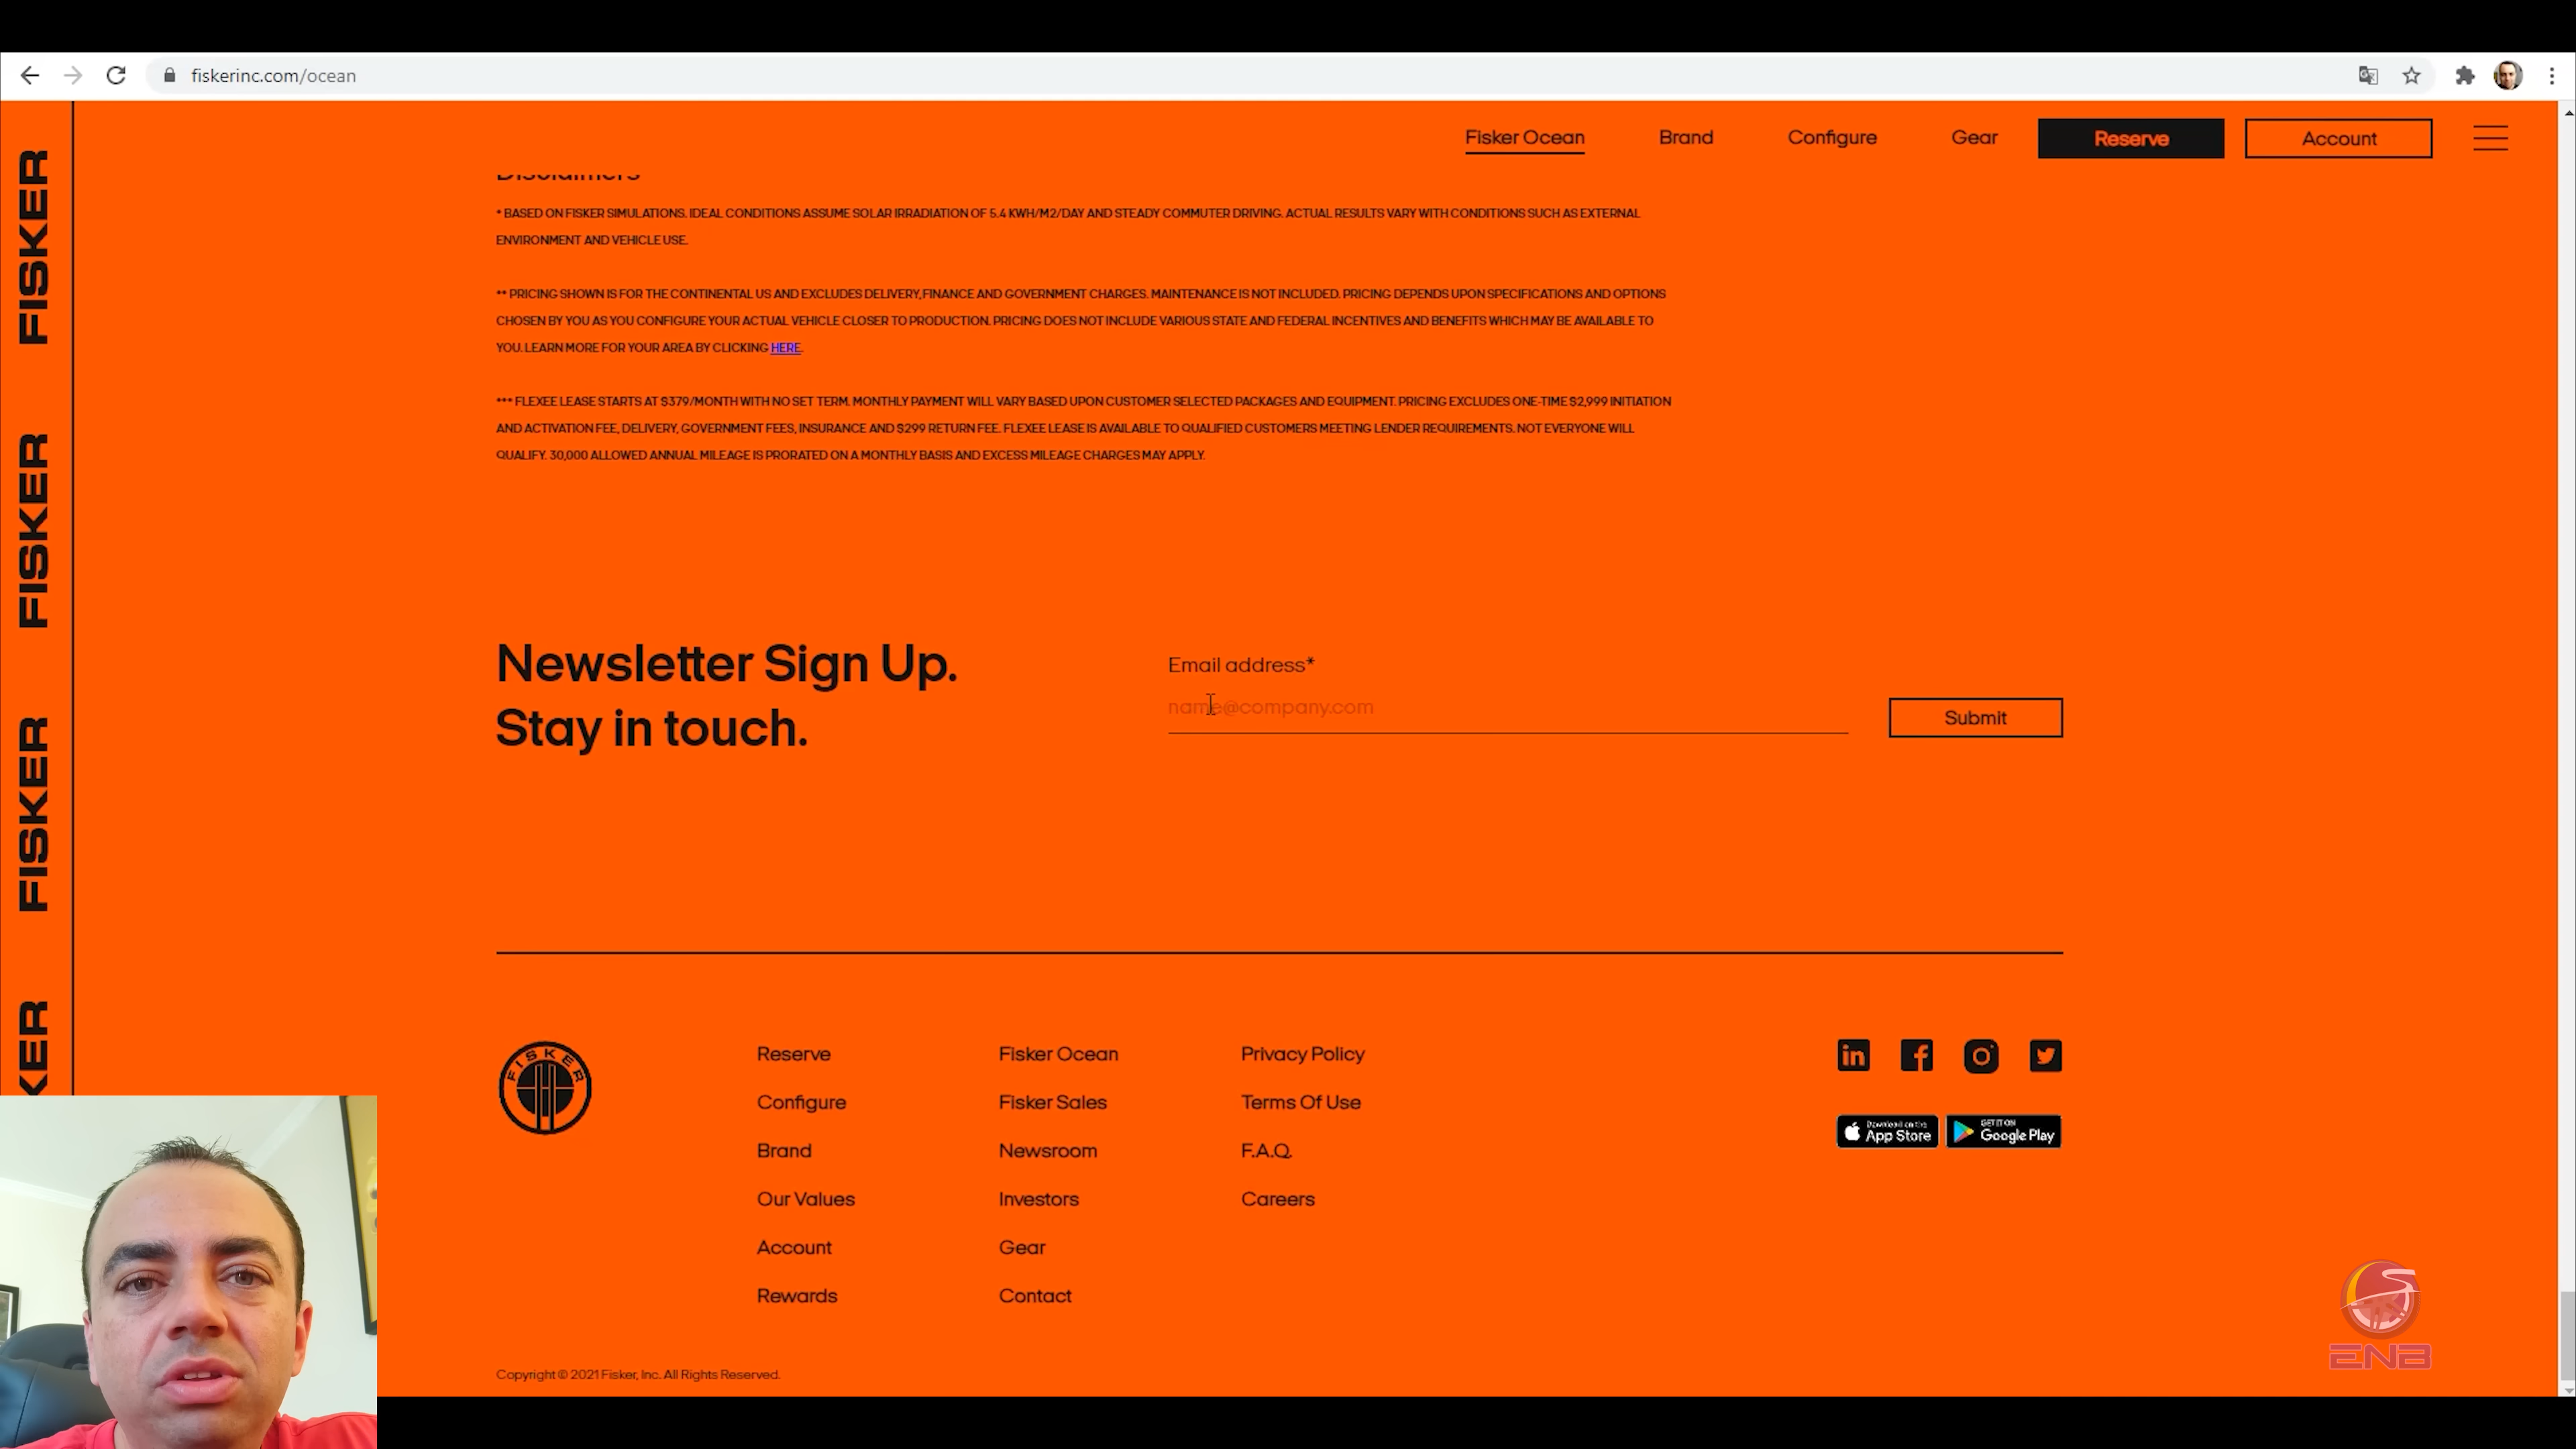 fiskerinc.com/ocean
Fisker Ocean
Brand
Configure
Gear
Reserve
Account
FISKER
FISKER
FISKER
Disclaimers
* BASED ON FISKER SIMULATIONS. IDEAL CONDITIONS ASSUME SOLAR IRRADIATION OF 5.4 KWH/M2/DAY AND STEADY COMMUTER DRIVING. ACTUAL RESULTS VARY WITH CONDITIONS SUCH AS EXTERNAL
ENVIRONMENT AND VEHICLE USE.
** PRICING SHOWN IS FOR THE CONTINENTAL US AND EXCLUDES DELIVERY, FINANCE AND GOVERNMENT CHARGES. MAINTENANCE IS NOT INCLUDED. PRICING DEPENDS UPON SPECIFICATIONS AND OPTIONS
CHOSEN BY YOU AS YOU CONFIGURE YOUR ACTUAL VEHICLE CLOSER TO PRODUCTION. PRICING DOES NOT INCLUDE VARIOUS STATE AND FEDERAL INCENTIVES AND BENEFITS WHICH MAY BE AVAILABLE TO
YOU. LEARN MORE FOR YOUR AREA BY CLICKING HERE.
*** FLEXEE LEASE STARTS AT $379/MONTH WITH NO SET TERM. MONTHLY PAYMENT WILL VARY BASED UPON CUSTOMER SELECTED PACKAGES AND EQUIPMENT. PRICING EXCLUDES ONE-TIME $2,999 INITIATION
AND ACTIVATION FEE, DELIVERY, GOVERNMENT FEES, INSURANCE AND $299 RETURN FEE. FLEXEE LEASE IS AVAILABLE TO QUALIFIED CUSTOMERS MEETING LENDER REQUIREMENTS. NOT EVERYONE WILL
QUALIFY. 30,000 ALLOWED ANNUAL MILEAGE IS PRORATED ON A MONTHLY BASIS AND EXCESS MILEAGE CHARGES MAY APPLY.
Newsletter Sign Up.
Stay in touch.
Email address*
name@company.com
Submit
KER
FISKER
Reserve
Configure
Brand
Our Values
Account
Rewards
Fisker Ocean
Fisker Sales
Newsroom
Investors
Gear
Contact
Privacy Policy
Terms Of Use
F.A.Q.
Careers
in
Download on the
App Store
GET IT ON
Google Play
ENB
Copyright © 2021 Fisker, Inc. All Rights Reserved.